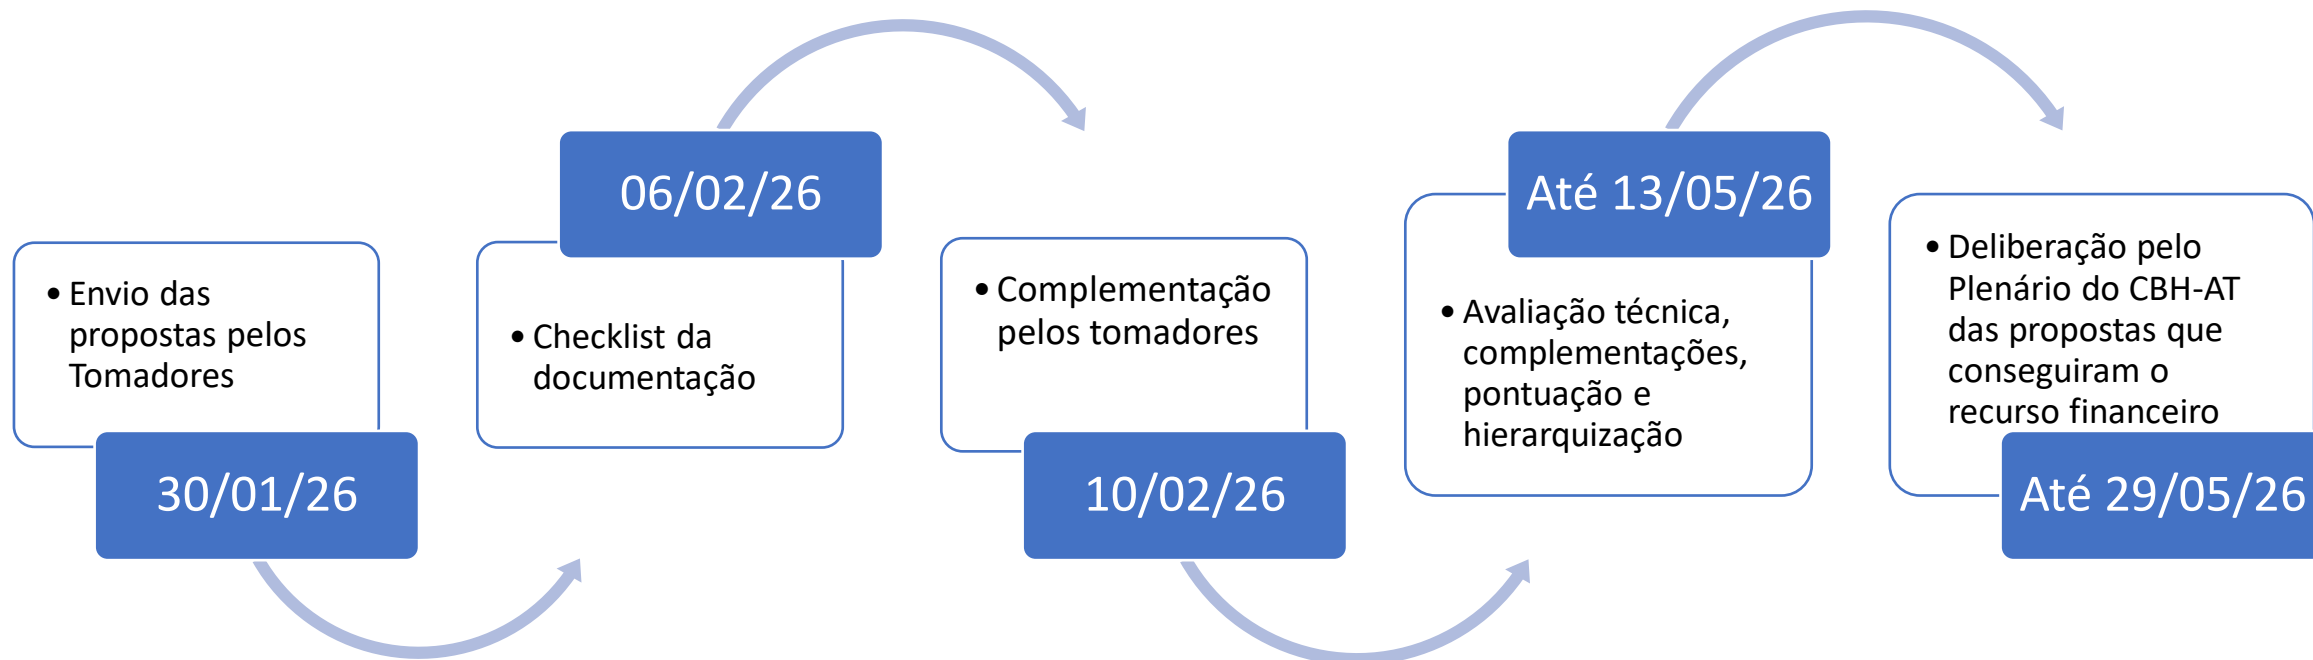 • Envio das
propostas pelos
Tomadores
30/01/26
06/02/26
• Checklist da
documentação
• Complementação
pelos tomadores
10/02/26
Até 13/05/26
• Avaliação técnica,
complementações,
pontuação e
hierarquização
• Deliberação pelo
Plenário do CBH-AT
das propostas que
conseguiram o
recurso financeiro
Até 29/05/26